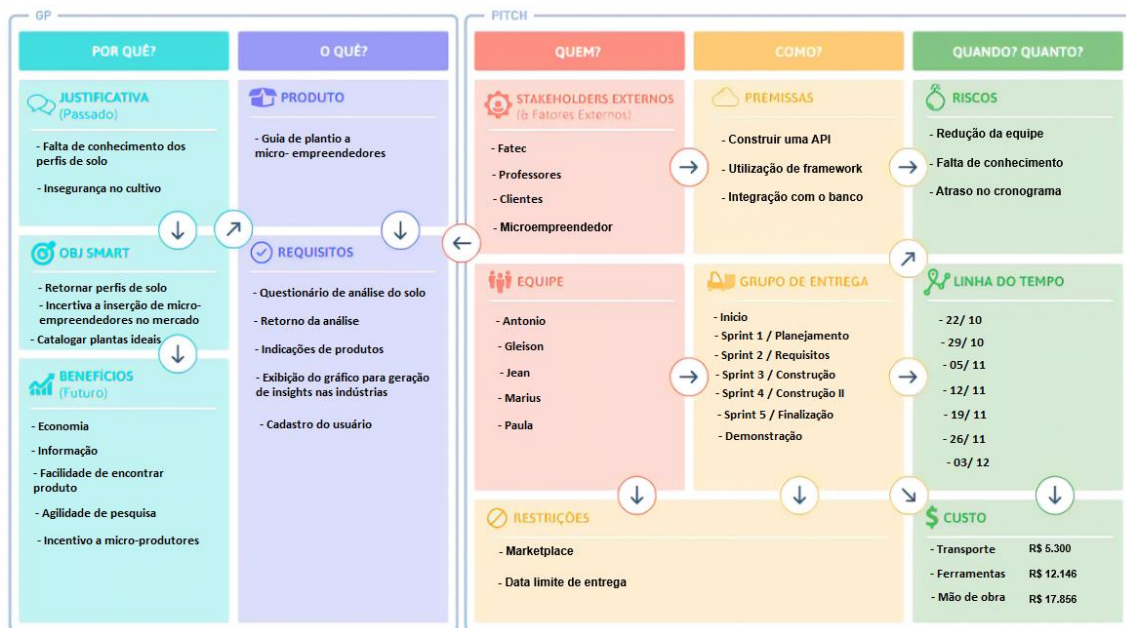 GP
POR QUÊ?
JUSTIFICATIVA
(Passado)
- Falta de conhecimento dos
perfis de solo
- Insegurança no cultivo
OBJ SMART
- Retornar perfis de solo
- Incentiva a inserção de micro-
empreendedores no mercado
- Catalogar plantas ideais
BENEFÍCIOS
(Futuro)
- Economia
- Informação
- Facilidade de encontrar
produto
- Agilidade de pesquisa
- Incentivo a micro-produtores
O QUÊ?
PRODUTO
- Guia de plantio a
micro- empreendedores
REQUISITOS
- Questionário de análise do solo
- Retorno da análise
- Indicações de produtos
- Exibição do gráfico para geração
de insights nas indústrias
- Cadastro do usuário
PITCH
QUEM?
STAKEHOLDERS EXTERNOS
(& Fatores Externos)
- Fatec
- Professores
- Clientes
- Microempreendedor
EQUIPE
- Antonio
- Gleison
- Jean
- Marius
- Paula
COMO?
PREMISSAS
- Construir uma API
- Utilização de framework
- Integração com o banco
GRUPO DE ENTREGA
- Inicio
- Sprint 1 / Planejamento
- Sprint 2 / Requisitos
- Sprint 3 / Construção
- Sprint 4 / Construção II
- Sprint 5 / Finalização
- Demonstração
RESTRIÇÕES
- Marketplace
- Data limite de entrega
QUANDO? QUANTO?
RISCOS
- Redução da equipe
- Falta de conhecimento
- Atraso no cronograma
LINHA DO TEMPO
- 22/ 10
- 29/ 10
- 05/ 11
- 12/ 11
- 19/ 11
- 26/ 11
- 03/ 12
CUSTO
- Transporte R$ 5.300
- Ferramentas R$ 12.146
- Mão de obra R$ 17.856